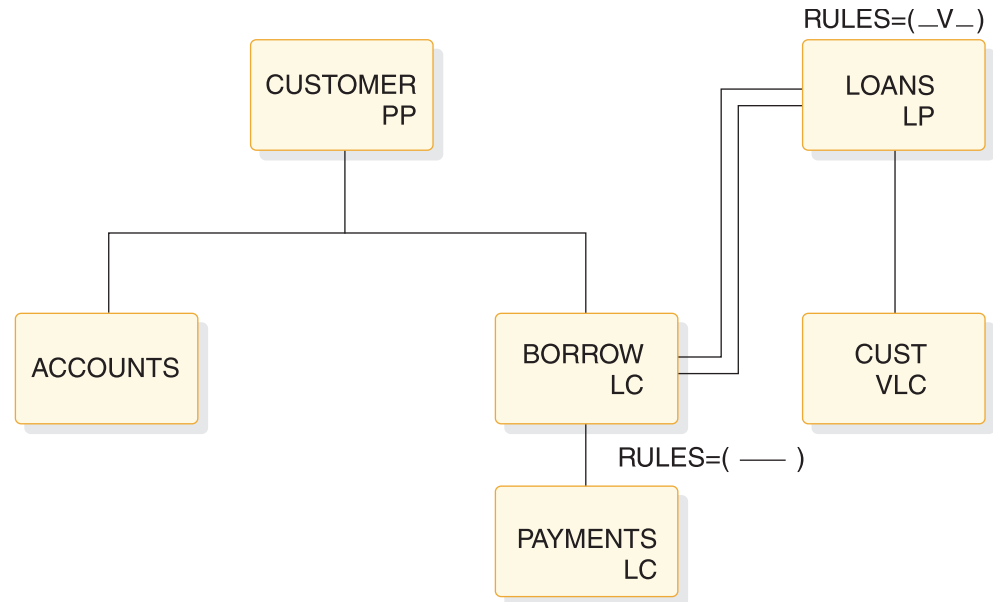 RULES=( _V_ )
CUSTOMER
PP
LOANS
LP
ACCOUNTS
BORROW
LC
CUST
VLC
RULES=( ___ )
PAYMENTS
LC